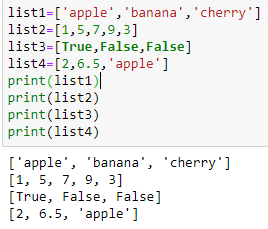 list1=['apple','banana','cherry']
list2=[1,5,7,9,3]
list3=[True,False,False]
list4=[2,6.5,'apple']
print(list1)
print(list2)
print(list3)
print(list4)
['apple', 'banana', 'cherry']
[1, 5, 7, 9, 3]
[True, False, False]
[2, 6.5, 'apple']